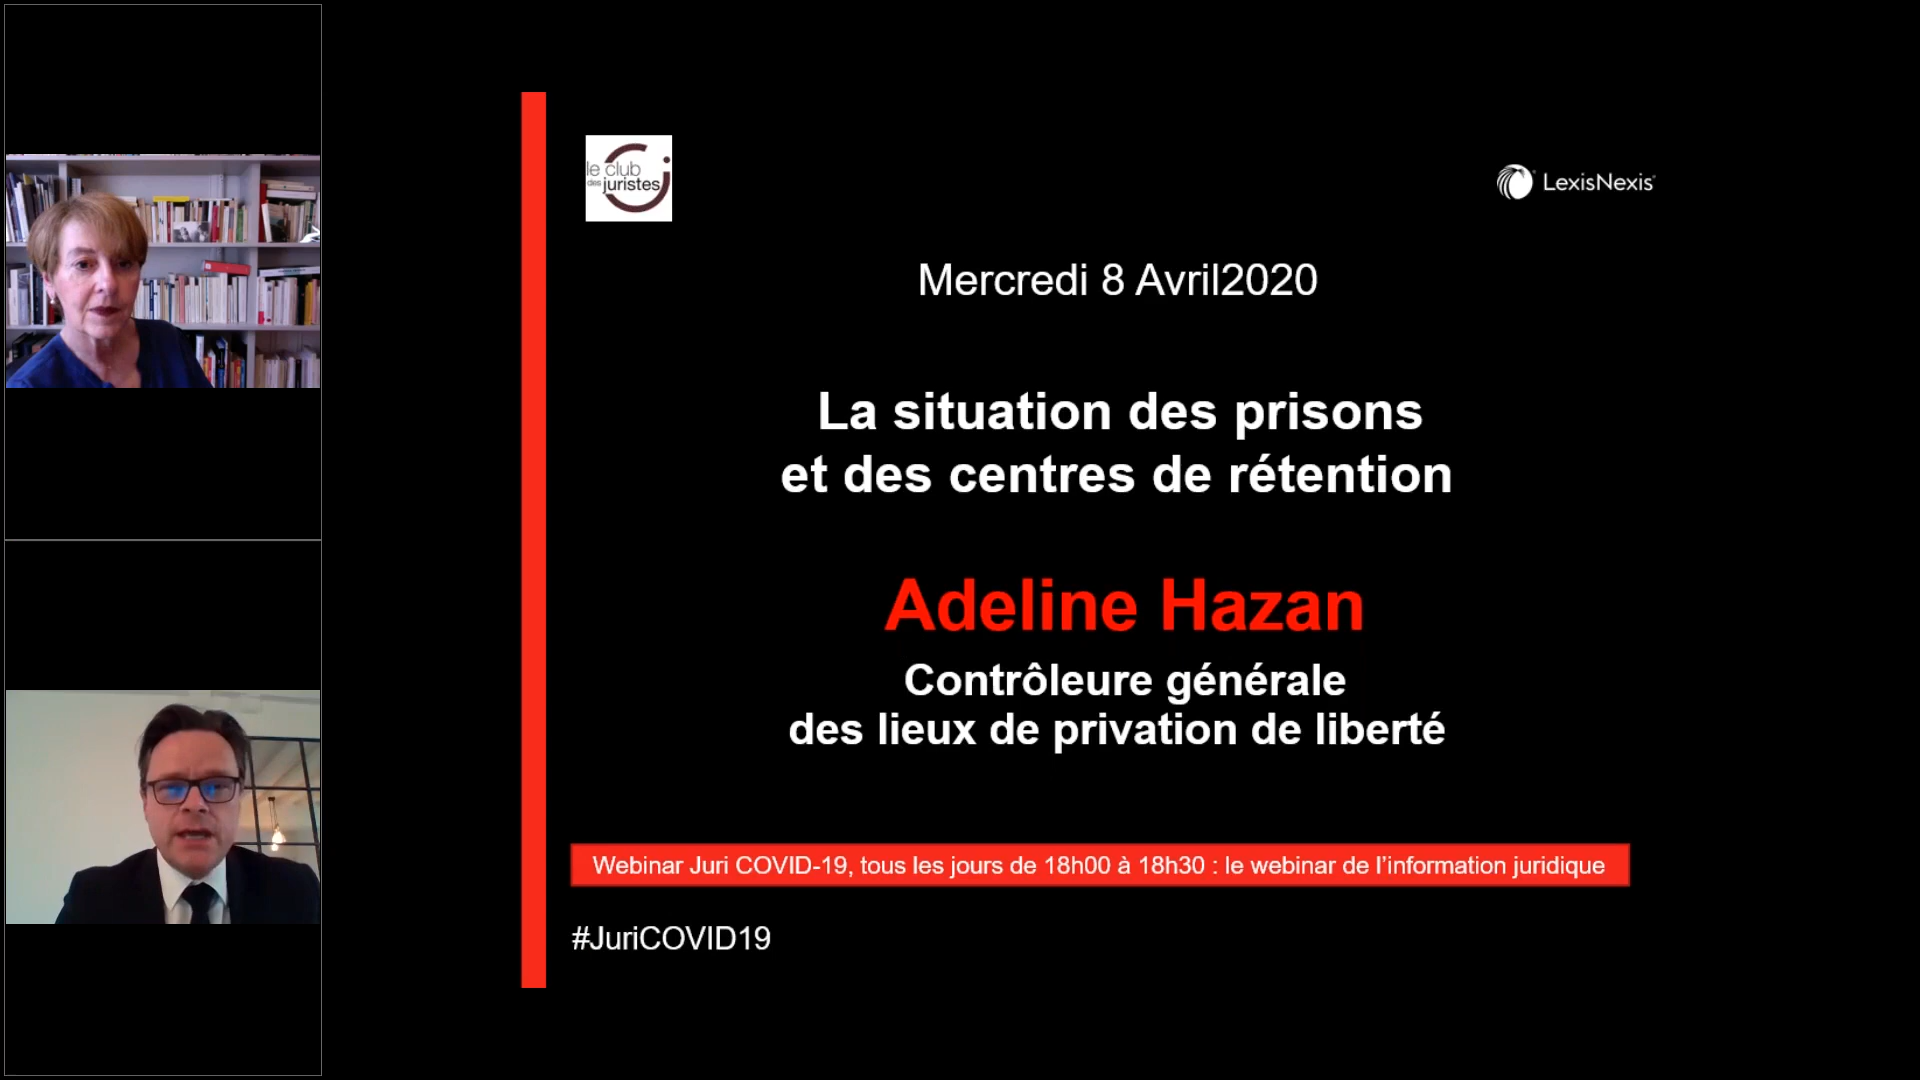 le club
des juristes
LexisNexis
Mercredi 8 Avril2020
La situation des prisons
et des centres de rétention
Adeline Hazan
Contrôleure générale
des lieux de privation de liberté
Webinar Juri COVID-19, tous les jours de 18h00 à 18h30 : le webinar de l’information juridique
#JuriCOVID19